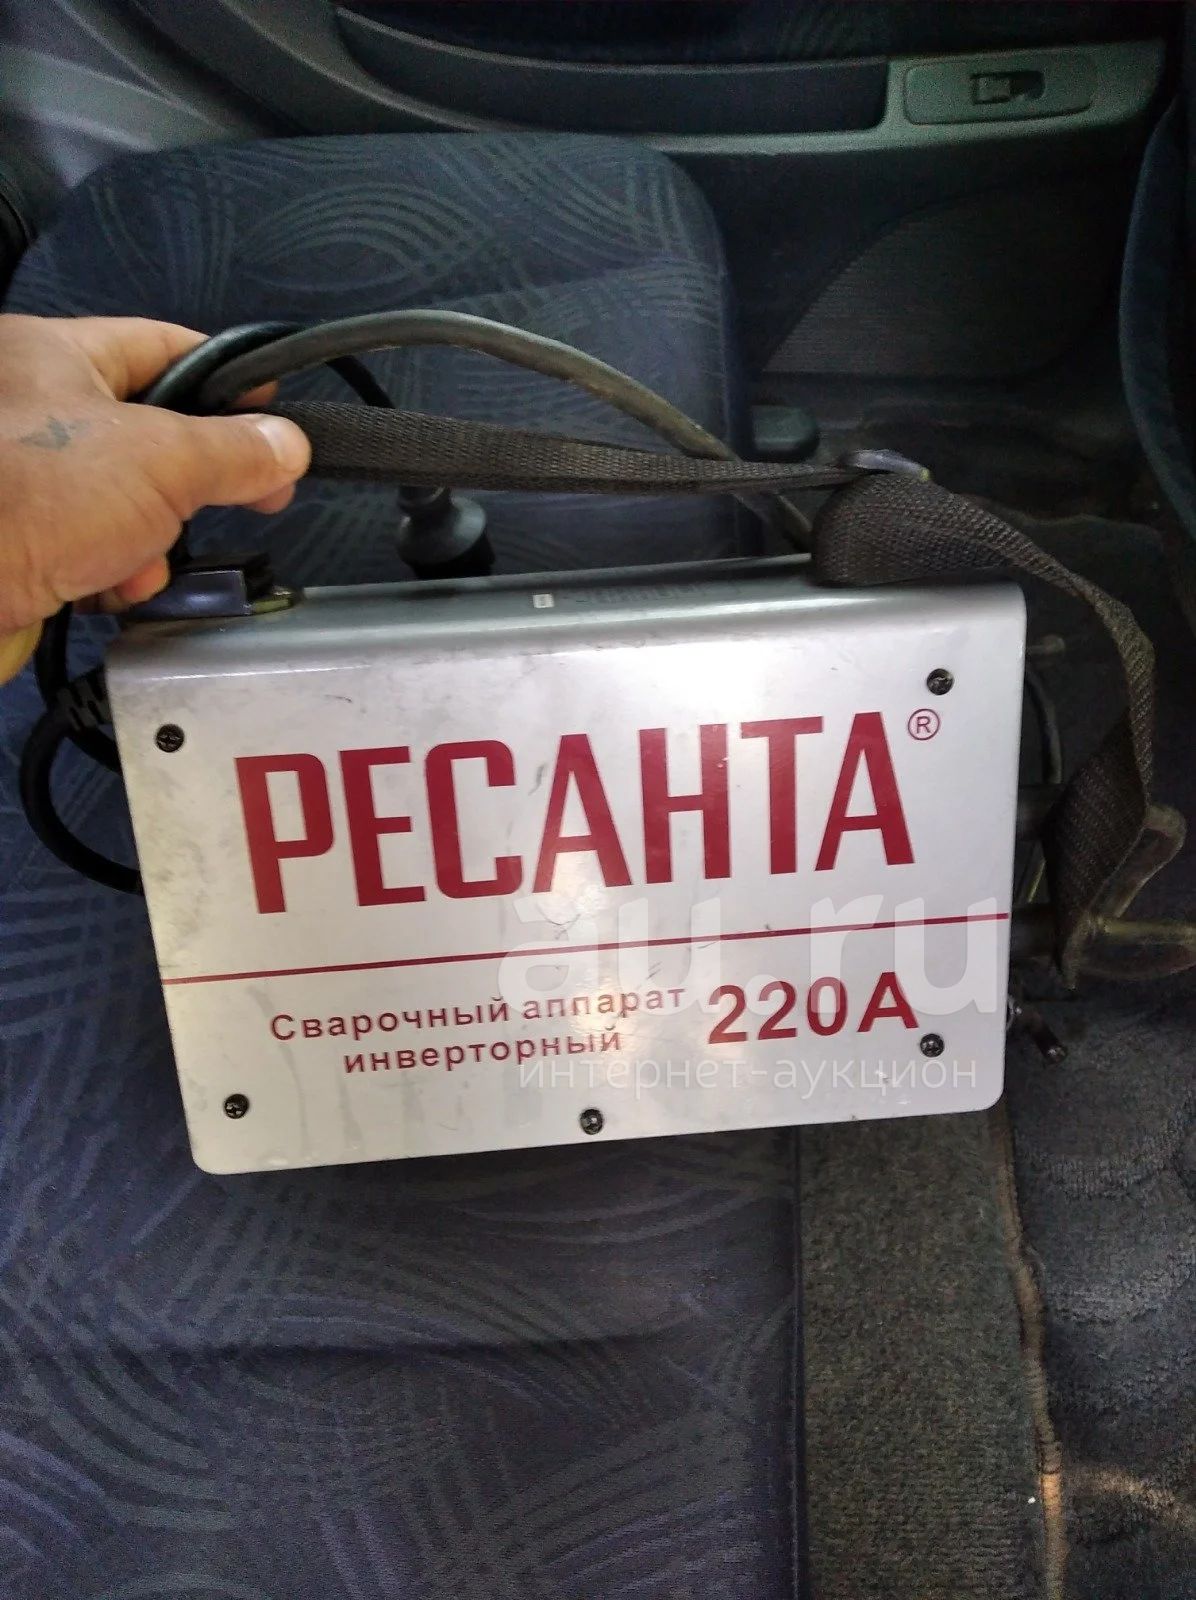 РЕСАНТА®
Сварочный аппарат 220А
инверторный
au.ru
интернет-аукцион